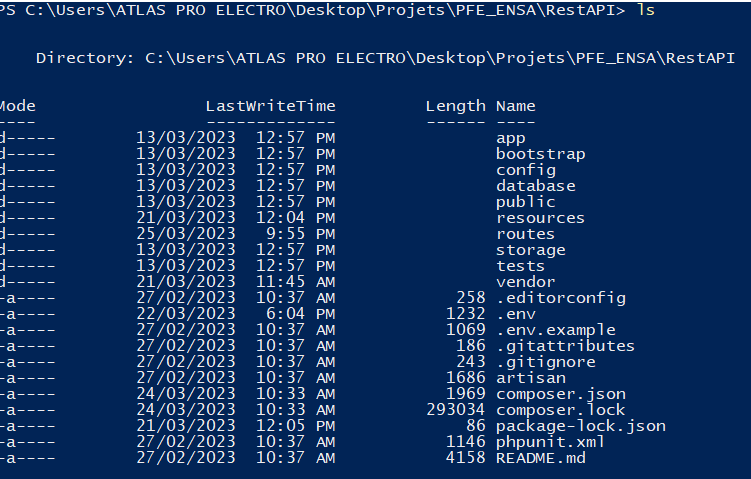 PS C:\Users\ATLAS PRO ELECTRO\Desktop\Projets\PFE_ENSA\RestAPI> ls
Directory: C:\Users\ATLAS PRO ELECTRO\Desktop\Projets\PFE_ENSA\RestAPI
Mode LastWriteTime Length Name
---- ------------- ------ ----
d----- 13/03/2023 12:57 PM app
d----- 13/03/2023 12:57 PM bootstrap
d----- 13/03/2023 12:57 PM config
d----- 13/03/2023 12:57 PM database
d----- 13/03/2023 12:57 PM public
d----- 21/03/2023 12:04 PM resources
d----- 25/03/2023 9:55 PM routes
d----- 13/03/2023 12:57 PM storage
d----- 13/03/2023 12:57 PM tests
d----- 21/03/2023 11:45 AM vendor
-a---- 27/02/2023 10:37 AM 258 .editorconfig
-a---- 22/03/2023 6:04 PM 1232 .env
-a---- 27/02/2023 10:37 AM 1069 .env.example
-a---- 27/02/2023 10:37 AM 186 .gitattributes
-a---- 27/02/2023 10:37 AM 243 .gitignore
-a---- 27/02/2023 10:37 AM 1686 artisan
-a---- 24/03/2023 10:33 AM 1969 composer.json
-a---- 24/03/2023 10:33 AM 293034 composer.lock
-a---- 21/03/2023 12:05 PM 86 package-lock.json
-a---- 27/02/2023 10:37 AM 1146 phpunit.xml
-a---- 27/02/2023 10:37 AM 4158 README.md